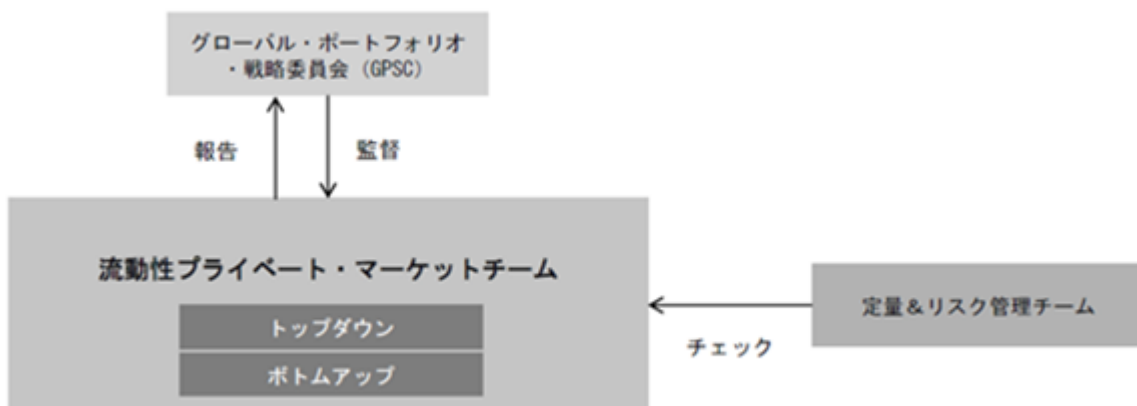 グローバル・ポートフォリオ
・戦略委員会（GPSC）
報告
監督
流動性プライベート・マーケットチーム
トップダウン
ボトムアップ
チェック
定量＆リスク管理チーム